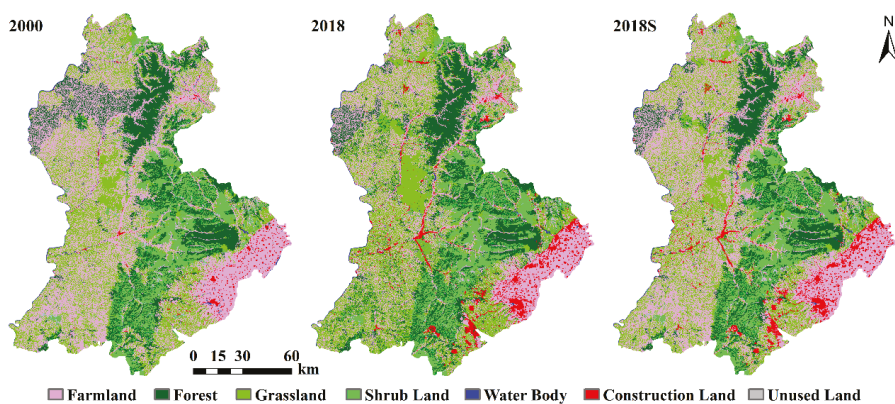 2000 2018 2018S N
0 15 30 60
km
Farmland Forest Grassland Shrub Land Water Body Construction Land Unused Land